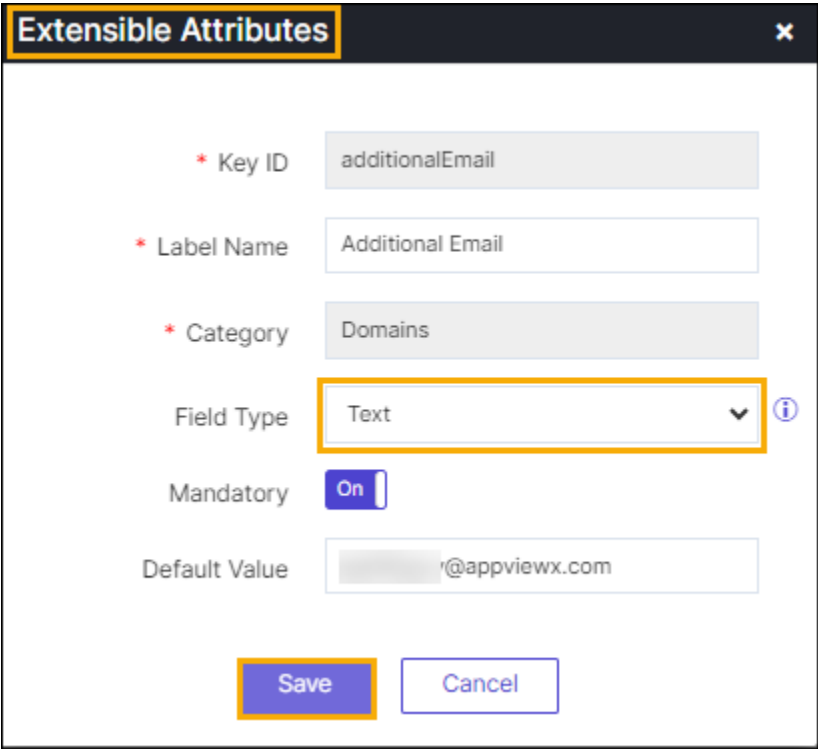 Extensible Attributes ×
* Key ID additionalEmail
* Label Name Additional Email
* Category Domains
Field Type Text
Mandatory On
Default Value @appviewx.com
Save Cancel